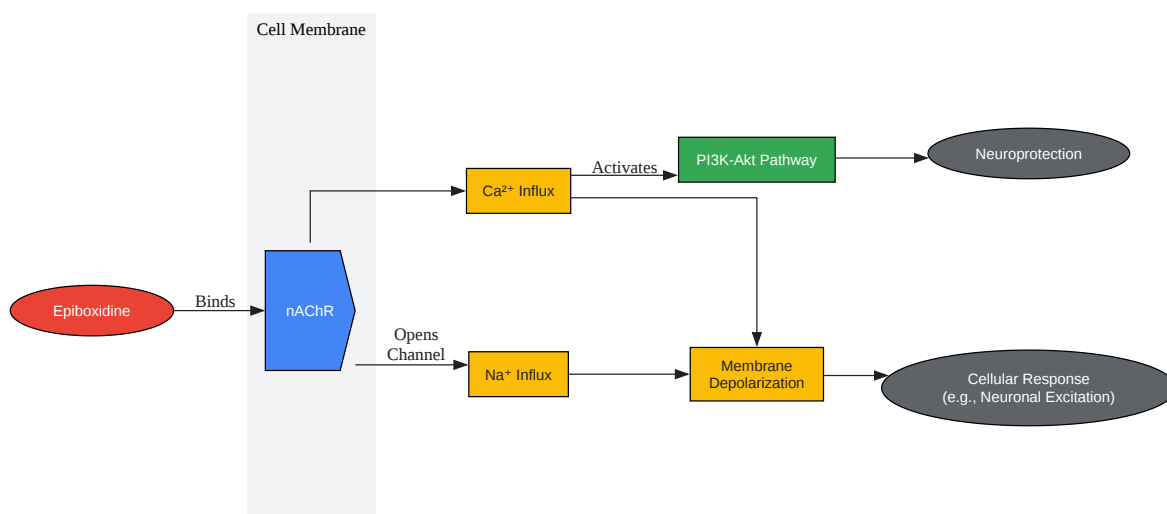 Cell Membrane
Activates
PI3K-Akt Pathway
Neuroprotection
Ca²⁺ Influx
Epiboxidine
Binds
nAChR
Opens
Channel
Na⁺ Influx
Membrane
Depolarization
Cellular Response
(e.g., Neuronal Excitation)